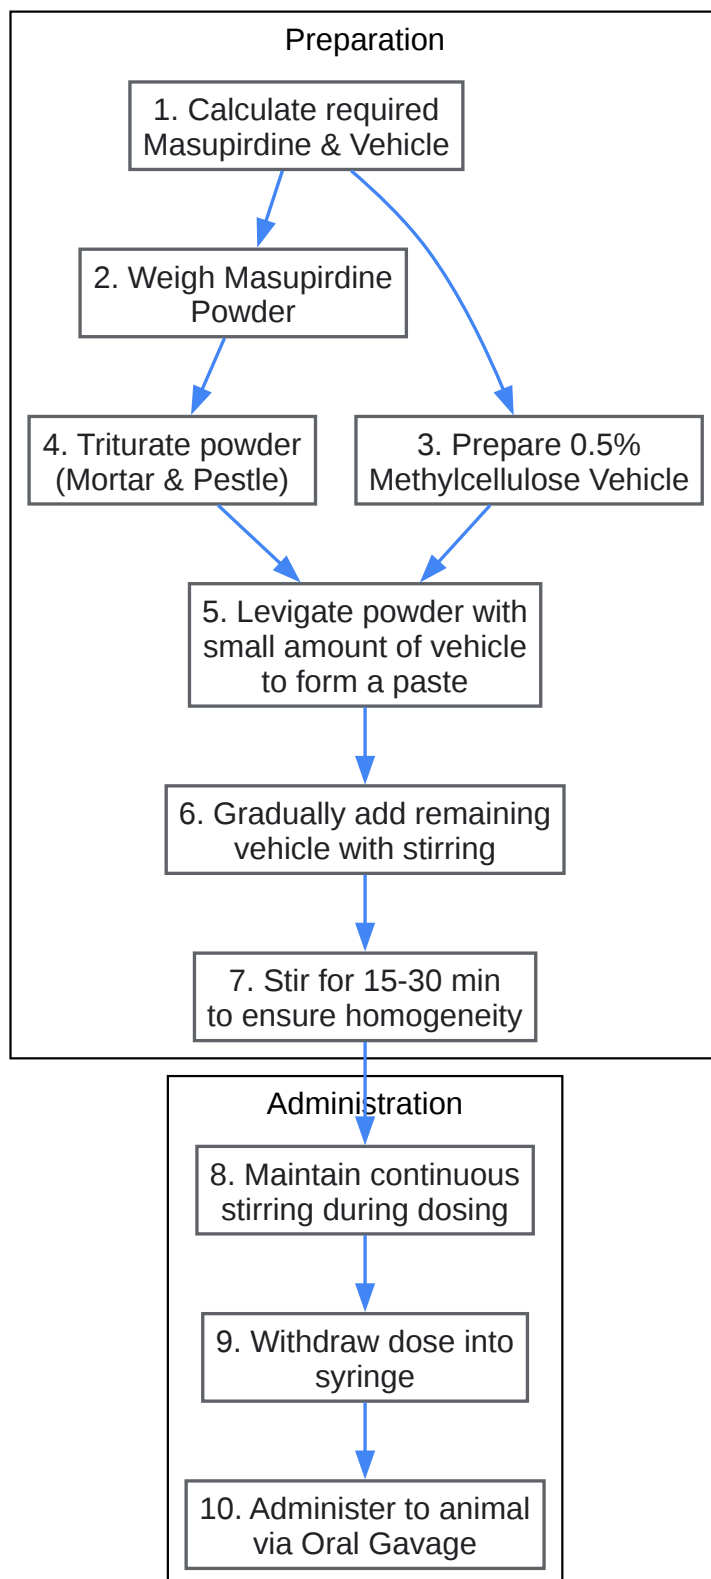 Preparation
1. Calculate required
Masupirdine & Vehicle
2. Weigh Masupirdine
Powder
4. Triturate powder
(Mortar & Pestle)
3. Prepare 0.5%
Methylcellulose Vehicle
5. Levigate powder with
small amount of vehicle
to form a paste
6. Gradually add remaining
vehicle with stirring
7. Stir for 15-30 min
to ensure homogeneity
Administration
8. Maintain continuous
stirring during dosing
9. Withdraw dose into
syringe
10. Administer to animal
via Oral Gavage